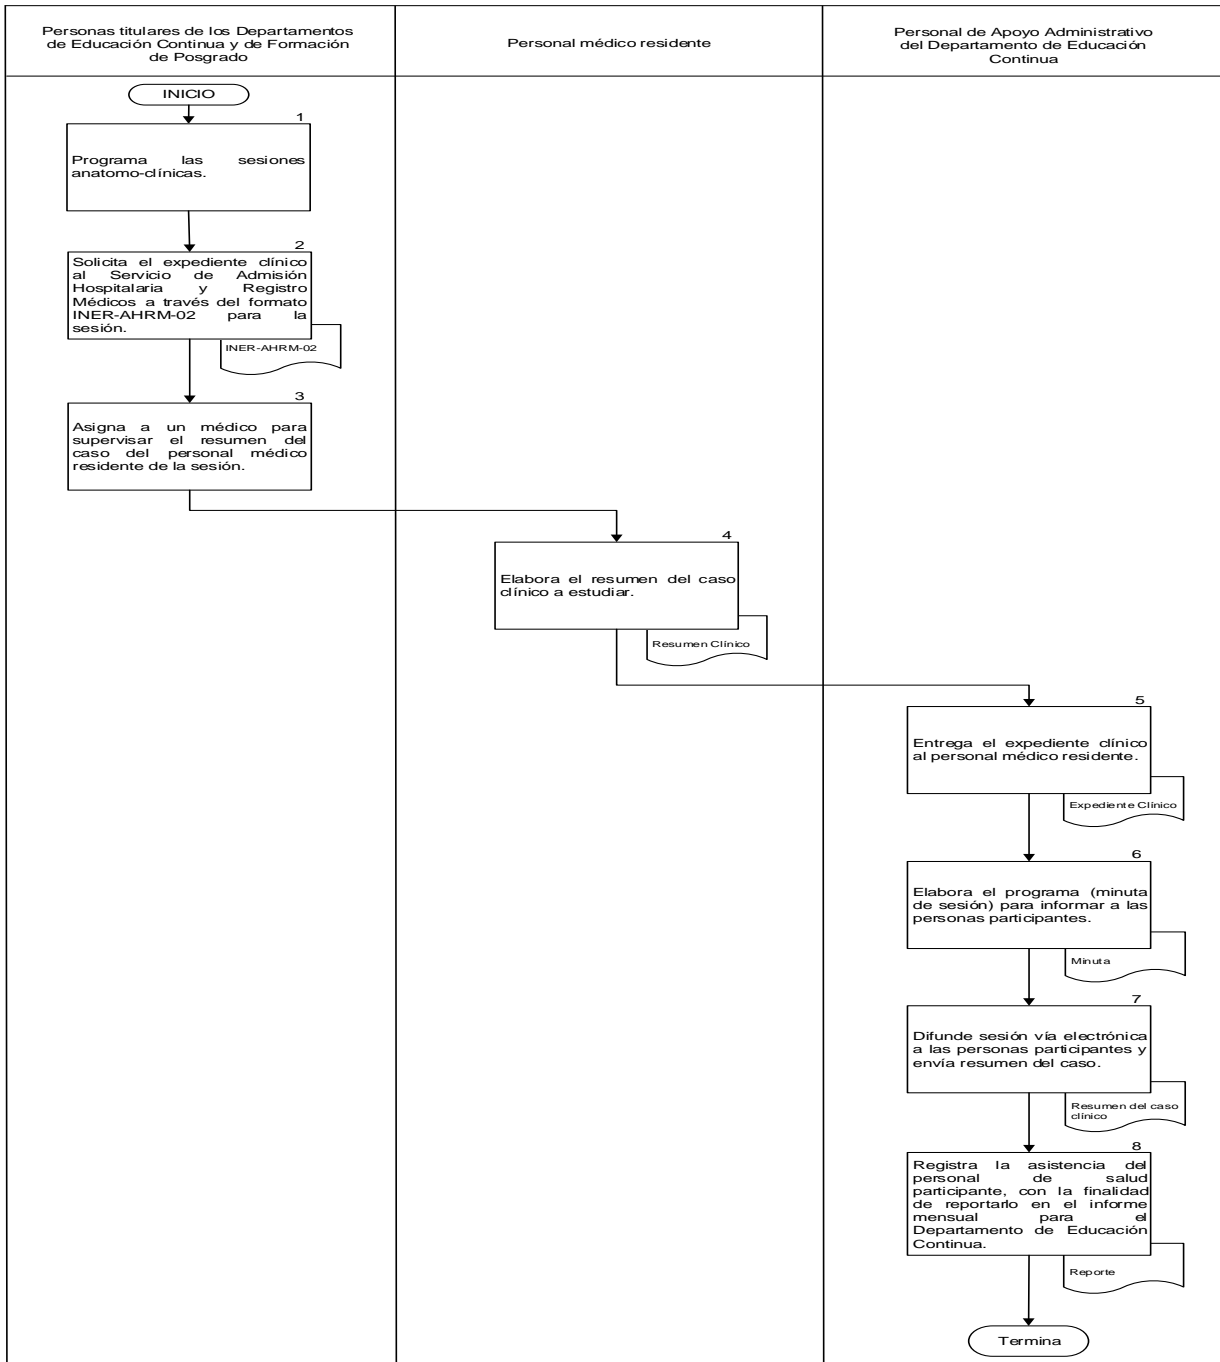 Personas titulares de los Departamentos
de Educación Continua y de Formación
de Posgrado
Personal médico residente
Personal de Apoyo Administrativo
del Departamento de Educación
Continua
INICIO
1
Programa las sesiones
anatomo-clínicas.
2
Solicita el expediente clínico
al Servicio de Admisión
Hospitalaria y Registro
Médicos a través del formato
INER-AHRM-02 para la
sesión.
INER-AHRM-02
3
Asigna a un médico para
supervisar el resumen del
caso del personal médico
residente de la sesión.
4
Elabora el resumen del caso
clínico a estudiar.
Resumen Clínico
5
Entrega el expediente clínico
al personal médico residente.
Expediente Clínico
6
Elabora el programa (minuta
de sesión) para informar a las
personas participantes.
Minuta
7
Difunde sesión vía electrónica
a las personas participantes y
envía resumen del caso.
Resumen del caso
clínico
8
Registra la asistencia del
personal de salud
participante, con la finalidad
de reportarlo en el informe
mensual para el
Departamento de Educación
Continua.
Reporte
Termina